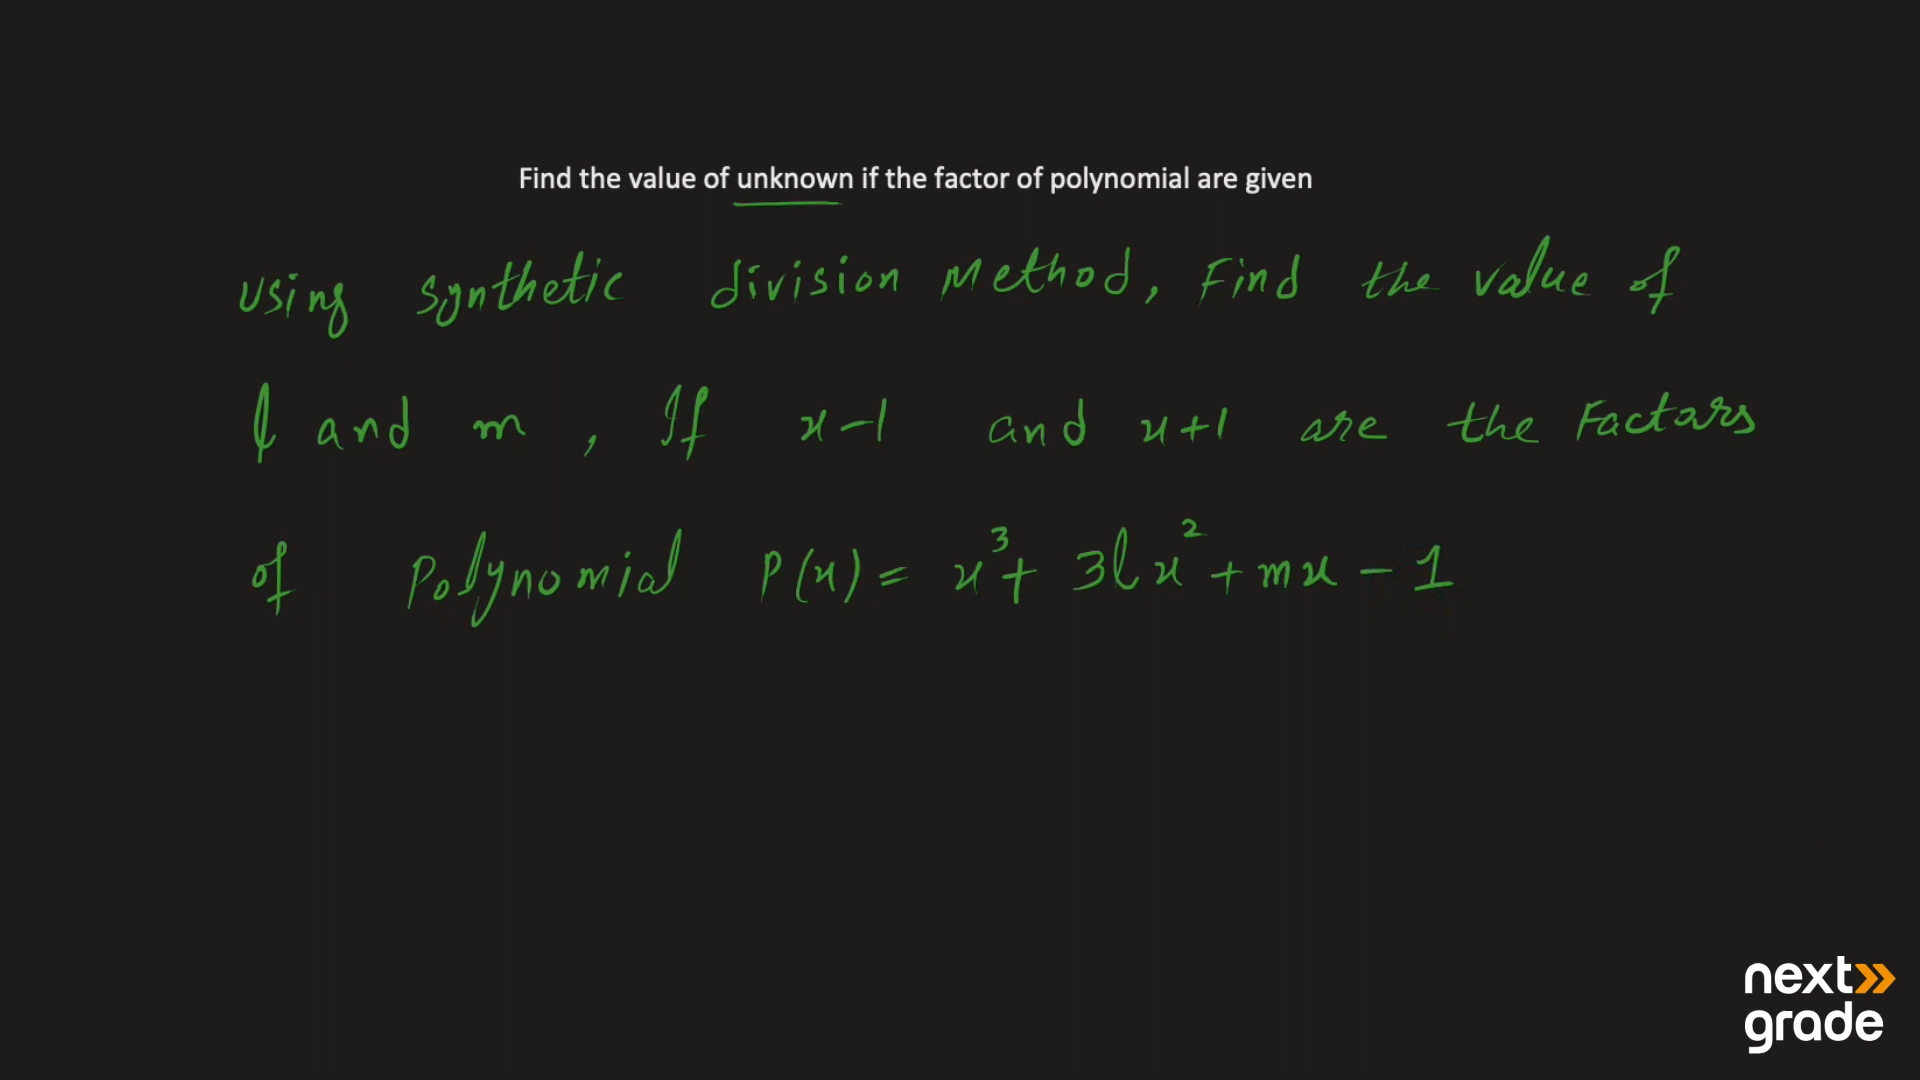 Find the value of unknown if the factor of polynomial are given
Using synthetic division Method, Find the value of
l and m, If x-1 and x+1 are the Factors
of Polynomial P(x) = x³ + 3lx² + mx - 1
next
grade